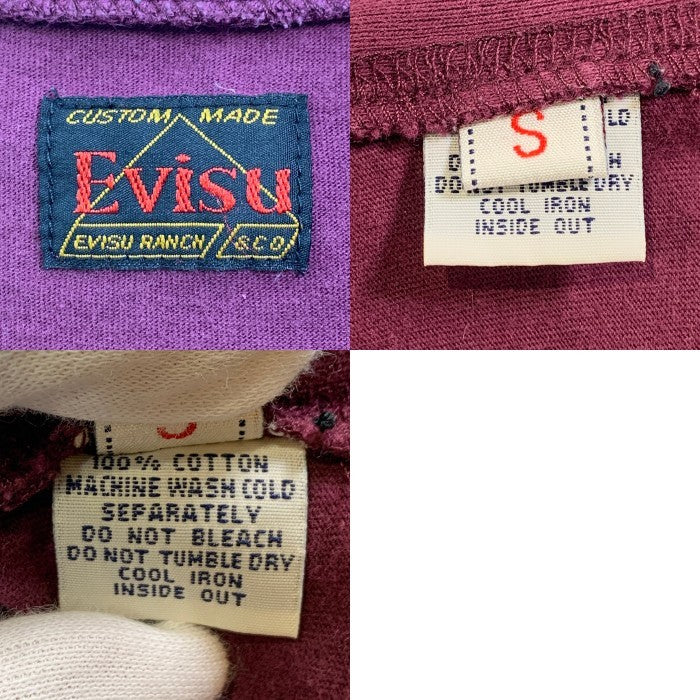 CUSTOM MADE
Evisu
EVISU RANCH &CO
S
LD
DO NOT TUMBLE DRY
COOL IRON
INSIDE OUT
100% COTTON
MACHINE WASH COLD
SEPARATELY
DO NOT BLEACH
DO NOT TUMBLE DRY
COOL IRON
INSIDE OUT